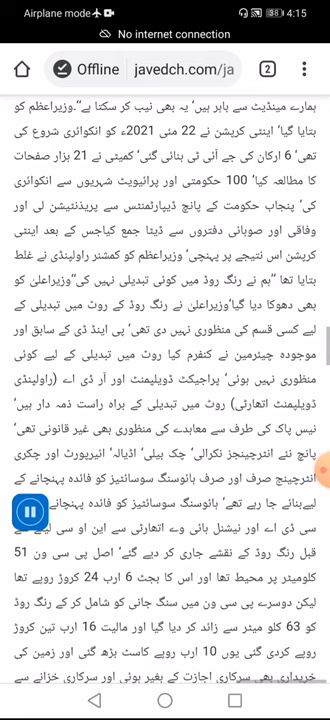 Airplane mode 38 4:15
No internet connection
Offline javedch.com/ja 2
ہمارے مینڈیٹ سے باہر ہیں‘ یہ بھی نیب کر سکتا ہے‘‘۔وزیراعظم کو
بتایا گیا‘ اینٹی کرپشن نے 22 مئی 2021ء کو انکوائری شروع کی
تھی‘ 6 ارکان کی جے آئی ٹی بنائی گئی‘ کمیٹی نے 21 ہزار صفحات
کا مطالعہ کیا‘ 100 حکومتی اور پرائیویٹ شہریوں سے انکوائری
کی‘ پنجاب حکومت کے پانچ ڈیپارٹمنٹس سے پریذنٹیشن لی اور
وفاقی اور صوبائی دفتروں سے ڈیٹا جمع کیاجس کے بعد اینٹی
کرپشن اس نتیجے پر پہنچی‘ وزیراعظم کو کمشنر راولپنڈی نے غلط
بتایا تھا ’’ہم نے رنگ روڈ میں کوئی تبدیلی نہیں کی‘‘وزیراعلیٰ کو
بھی دھوکا دیا گیا‘وزیراعلیٰ نے رنگ روڈ کے روٹ میں تبدیلی کے
لیے کسی قسم کی منظوری نہیں دی تھی‘ پی اینڈ ڈی کے سابق اور
موجودہ چیئرمین نے کنفرم کیا روٹ میں تبدیلی کے لیے کوئی
منظوری نہیں ہوئی‘ پراجیکٹ ڈویلپمنٹ اور آر ڈی اے (راولپنڈی
ڈویلپمنٹ اتھارٹی) روٹ میں تبدیلی کے براہ راست ذمہ دار ہیں‘
نیس پاک کی طرف سے معاہدے کی منظوری بھی غیر قانونی تھی‘
پانچ نئے انٹرچینجز نکرالی‘ چک بیلی‘ اڈیالہ‘ ائیرپورٹ اور چکری
انٹرچینج صرف اور صرف ہائوسنگ سوسائٹیز کو فائدہ پہنچانے کے
لیےبنائے جا رہے تھے‘ ہائوسنگ سوسائٹیز کو فائدہ پہنچانے
سی ڈی اے اور نیشنل ہائی وے اتھارٹی سے این او سی
قبل رنگ روڈ کے نقشے جاری کر دیے گئے‘ اصل پی سی ون 51
کلومیٹر پر محیط تھا اور اس کا بجٹ 6 ارب 24 کروڑ روپے تھا
لیکن دوسرے پی سی ون میں سنگ جانی کو شامل کر کے رنگ روڈ
کو 63 کلو میٹر سے زائد کر دیا گیا اور مالیت 16 ارب تین کروڑ
روپے کردی گئی یوں 10 ارب روپے کاسٹ بڑھ گئی اور زمین کی
خریداری بھی سرکاری اجازت کے بغیر ہوئی اور سرکاری خزانے سے